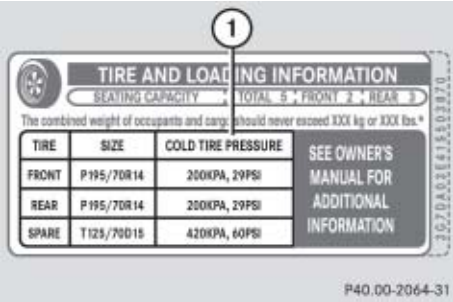 1
TIRE AND LOADING INFORMATION
SEATING CAPACITY TOTAL 5 FRONT 2 REAR 3
The combined weight of occupants and cargo should never exceed XXX kg or XXX lbs.*
TIRE SIZE COLD TIRE PRESSURE
FRONT P195/70R14 200KPA, 29PSI
REAR P195/70R14 200KPA, 29PSI
SPARE T125/70D15 420KPA, 60PSI
SEE OWNER'S
MANUAL FOR
ADDITIONAL
INFORMATION
P40.00-2064-31